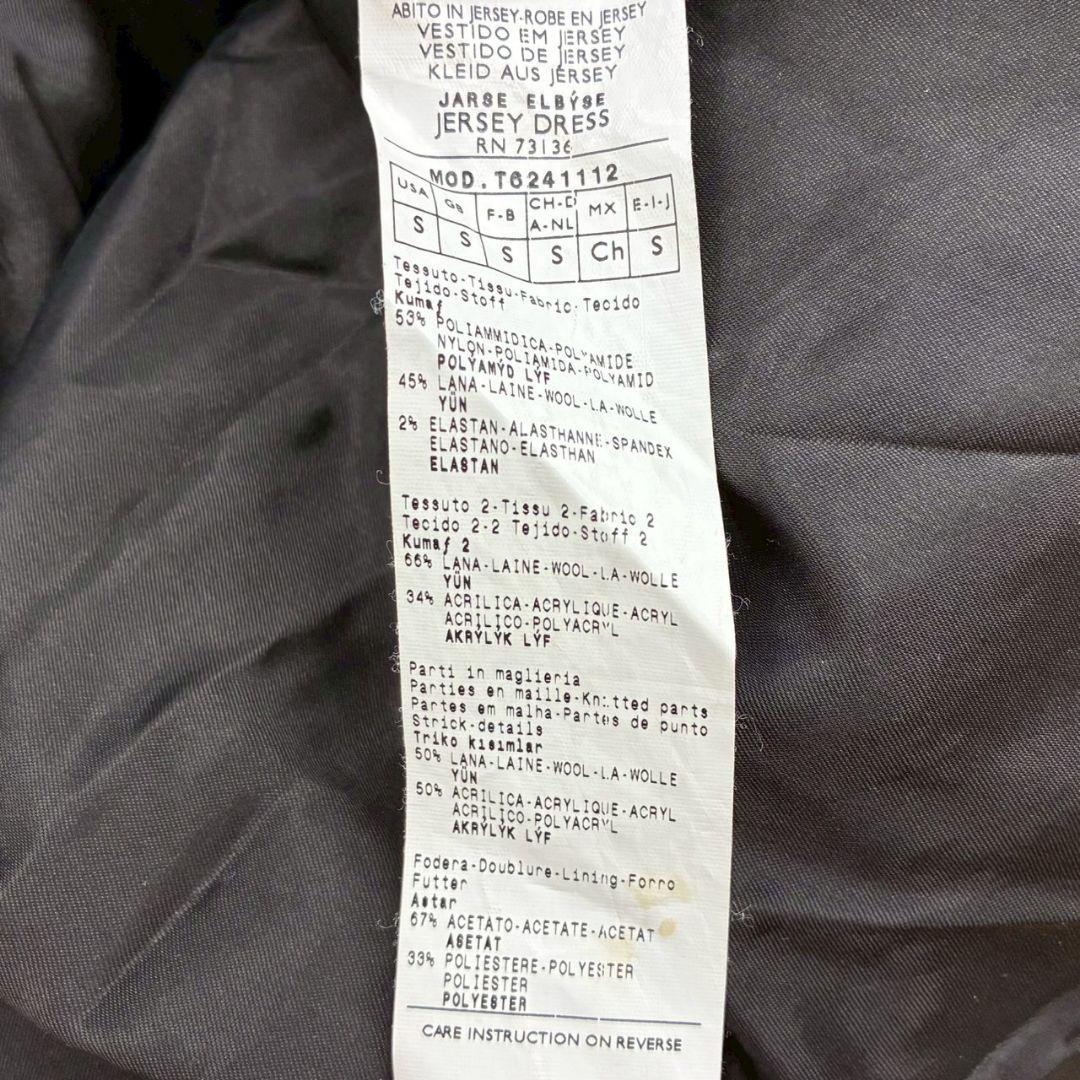 ABITO IN JERSEY-ROBE EN JERSEY
VESTIDO EM JERSEY
VESTIDO DE JERSEY
KLEID AUS JERSEY
JARSE ELBÝSE
JERSEY DRESS
RN 73136
MOD. T6241112
USA GB F-B CH-D A-NL MX E-I-J
S S S S Ch S
Tessuto-Tissu-Fabric-Tecido
Tejido-Stoff
Kumaƒ
53% POLIAMMIDICA-POLYAMIDE
NYLON-POLIAMIDA-POLYAMID
POLÝAMÝD LÝF
45% LANA-LAINE-WOOL-LA-WOLLE
YÜN
2% ELASTAN-ALASTHANNE-SPANDEX
ELASTANO-ELASTHAN
ELASTAN
Tessuto 2-Tissu 2-Fabric 2
Tecido 2-2 Tejido-Stoff 2
Kumaƒ 2
66% LANA-LAINE-WOOL-LA-WOLLE
YÜN
34% ACRILICA-ACRYLIQUE-ACRYL
ACRILICO-POLYACRYL
AKRÝLÝK LÝF
Parti in maglieria
Parties en maille-Knitted parts
Partes em malha-Partes de punto
Strick-details
Triko kisimlar
50% LANA-LAINE-WOOL-LA-WOLLE
YÜN
50% ACRILICA-ACRYLIQUE-ACRYL
ACRILICO-POLYACRYL
AKRÝLÝK LÝF
Fodera-Doublure-Lining-Forro
Futter
Astar
67% ACETATO-ACETATE-ACETAT
ASETAT
33% POLIESTERE-POLYESTER
POLIESTER
POLYESTER
CARE INSTRUCTION ON REVERSE